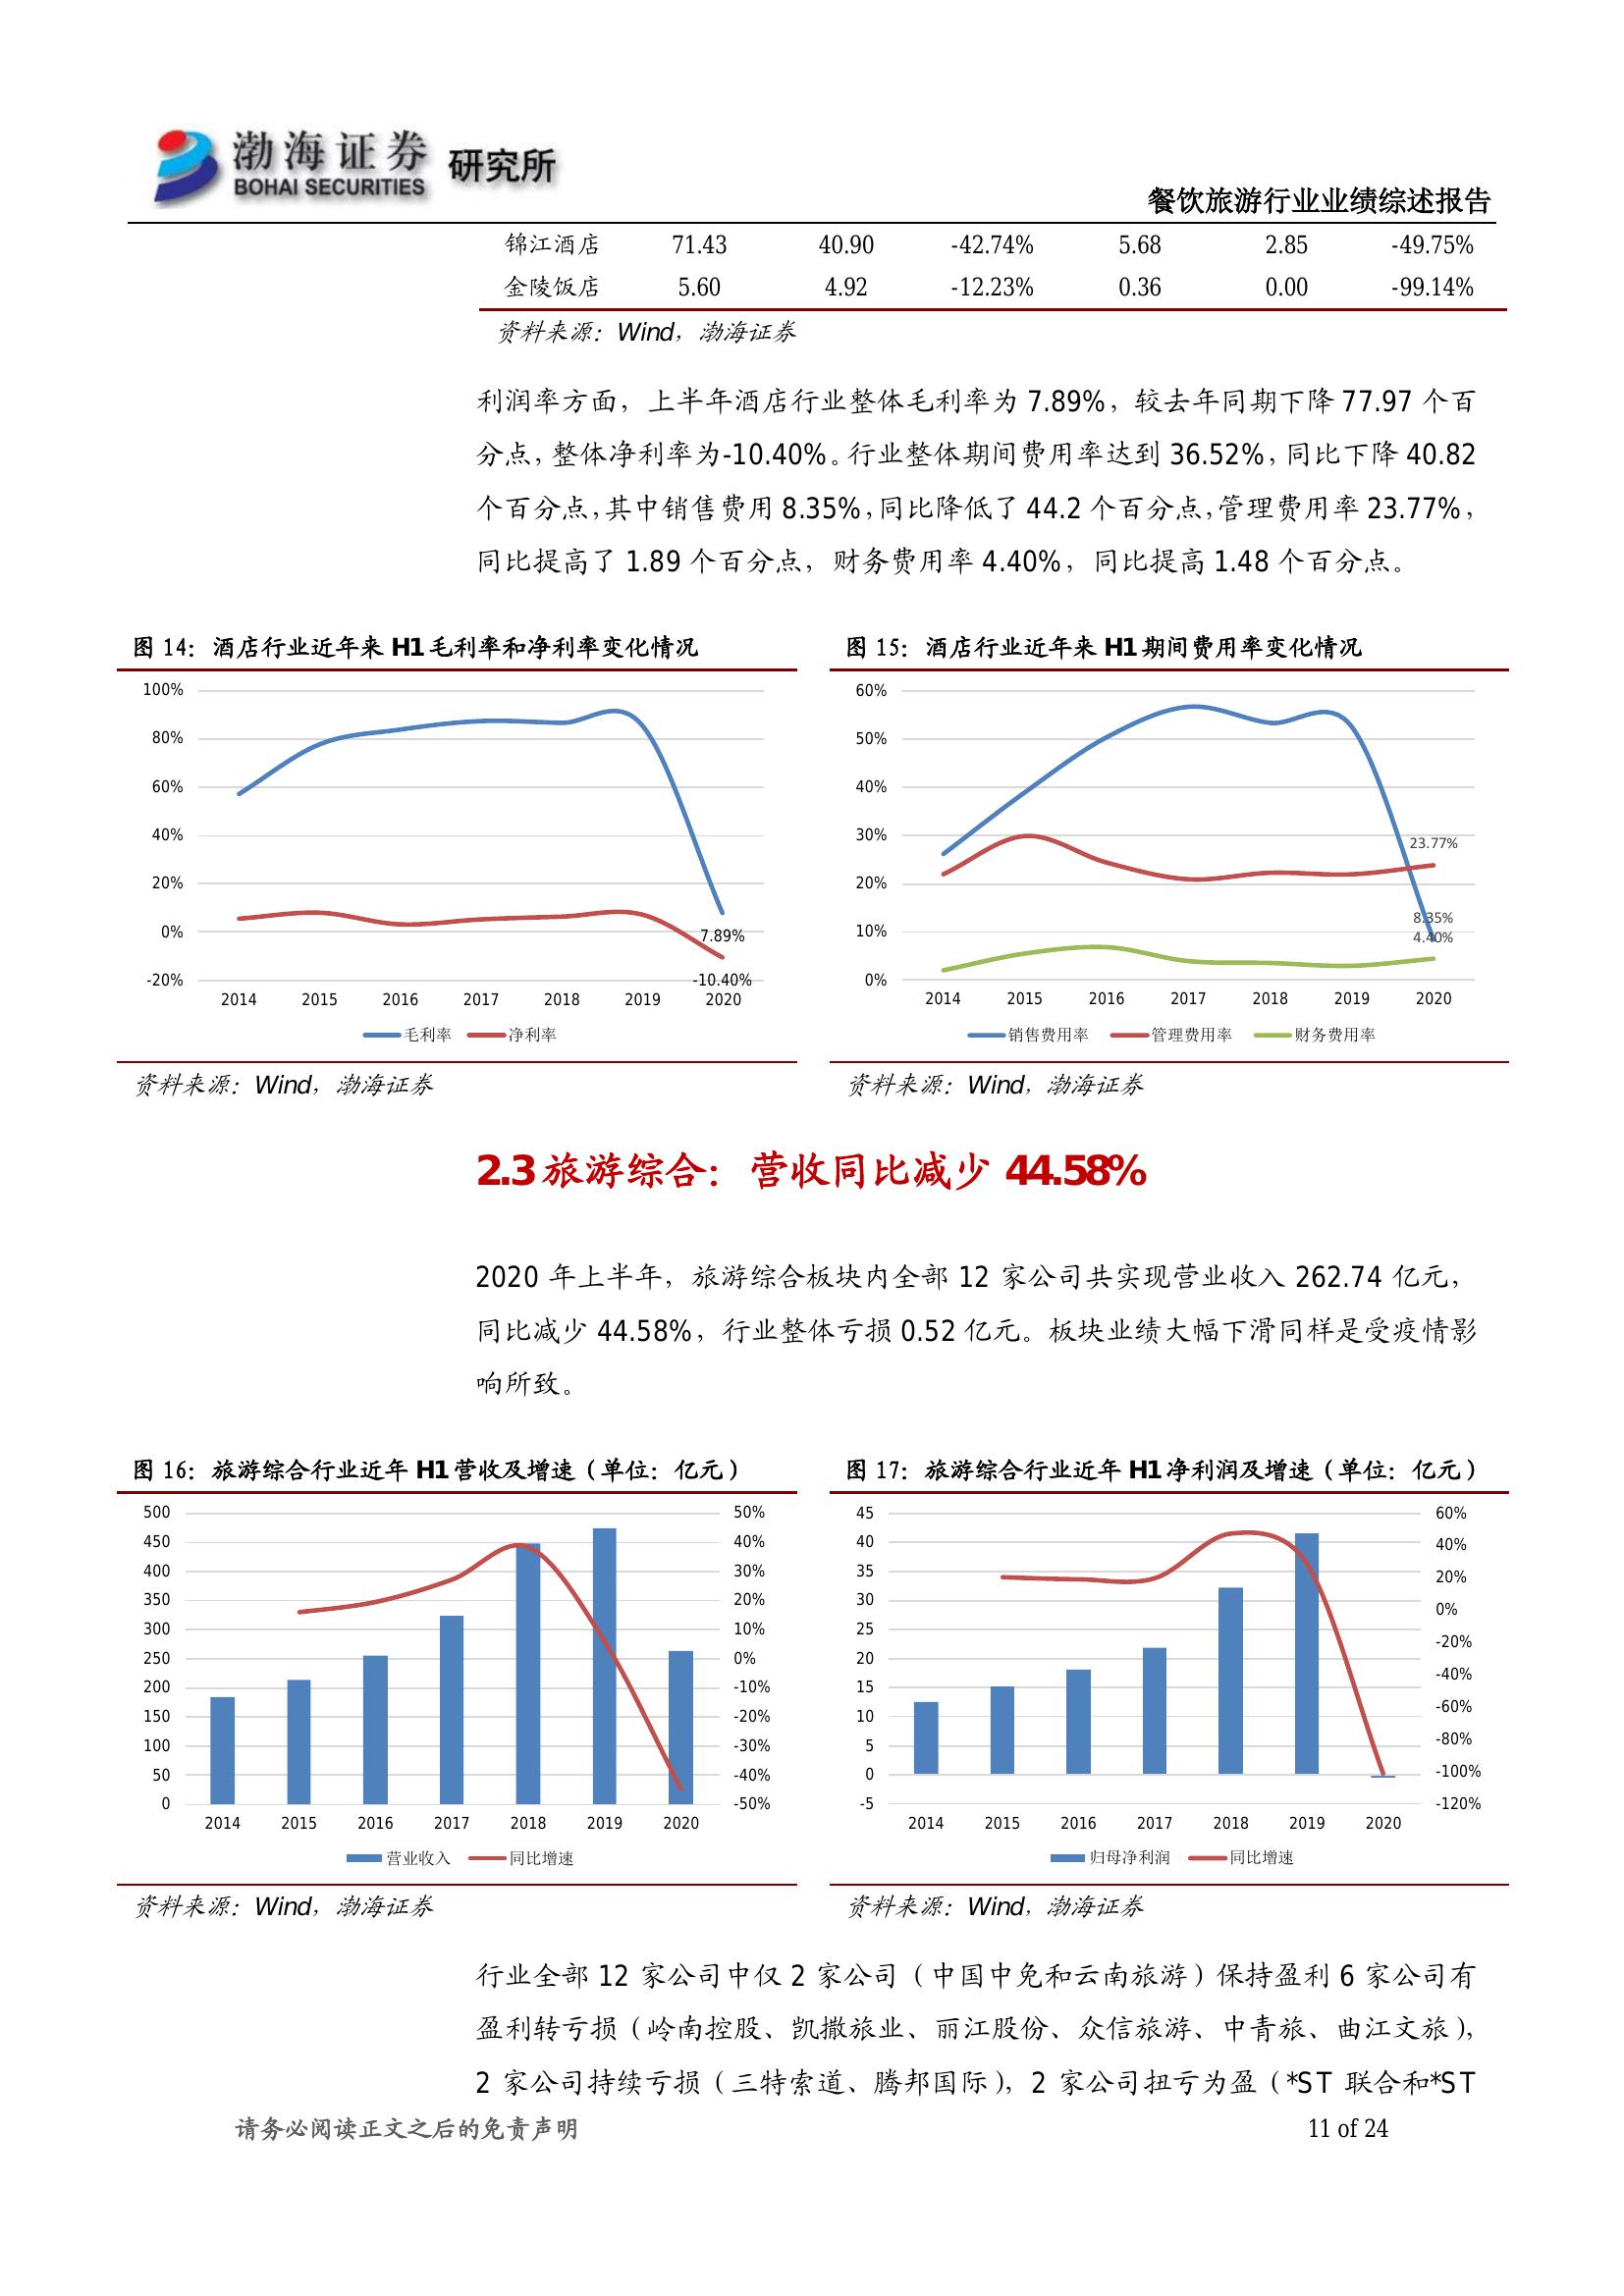 渤海证券 研究所
BOHAI SECURITIES
餐饮旅游行业业绩综述报告
锦江酒店 71.43 40.90 -42.74% 5.68 2.85 -49.75%
金陵饭店 5.60 4.92 -12.23% 0.36 0.00 -99.14%
资料来源：Wind，渤海证券
利润率方面，上半年酒店行业整体毛利率为 7.89%，较去年同期下降 77.97 个百
分点，整体净利率为-10.40%。行业整体期间费用率达到 36.52%，同比下降 40.82
个百分点，其中销售费用 8.35%，同比降低了 44.2 个百分点，管理费用率 23.77%，
同比提高了 1.89 个百分点，财务费用率 4.40%，同比提高 1.48 个百分点。
图 14：酒店行业近年来 H1 毛利率和净利率变化情况
100%
80%
60%
40%
20%
0%
-20%
7.89%
-10.40%
2014 2015 2016 2017 2018 2019 2020
毛利率 净利率
资料来源：Wind，渤海证券
图 15：酒店行业近年来 H1 期间费用率变化情况
60%
50%
40%
30%
20%
10%
0%
23.77%
8.35%
4.40%
2014 2015 2016 2017 2018 2019 2020
销售费用率 管理费用率 财务费用率
资料来源：Wind，渤海证券
2.3 旅游综合：营收同比减少 44.58%
2020 年上半年，旅游综合板块内全部 12 家公司共实现营业收入 262.74 亿元，
同比减少 44.58%，行业整体亏损 0.52 亿元。板块业绩大幅下滑同样是受疫情影
响所致。
图 16：旅游综合行业近年 H1 营收及增速（单位：亿元）
500 50%
450 40%
400 30%
350 20%
300 10%
250 0%
200 -10%
150 -20%
100 -30%
50 -40%
0 -50%
2014 2015 2016 2017 2018 2019 2020
营业收入 同比增速
资料来源：Wind，渤海证券
图 17：旅游综合行业近年 H1 净利润及增速（单位：亿元）
45 60%
40 40%
35 20%
30 0%
25 -20%
20 -40%
15 -60%
10 -80%
5 -100%
0 -120%
-5
2014 2015 2016 2017 2018 2019 2020
归母净利润 同比增速
资料来源：Wind，渤海证券
行业全部 12 家公司中仅 2 家公司（中国中免和云南旅游）保持盈利 6 家公司有
盈利转亏损（岭南控股、凯撒旅业、丽江股份、众信旅游、中青旅、曲江文旅），
2 家公司持续亏损（三特索道、腾邦国际），2 家公司扭亏为盈（*ST 联合和*ST
请务必阅读正文之后的免责声明 11 of 24